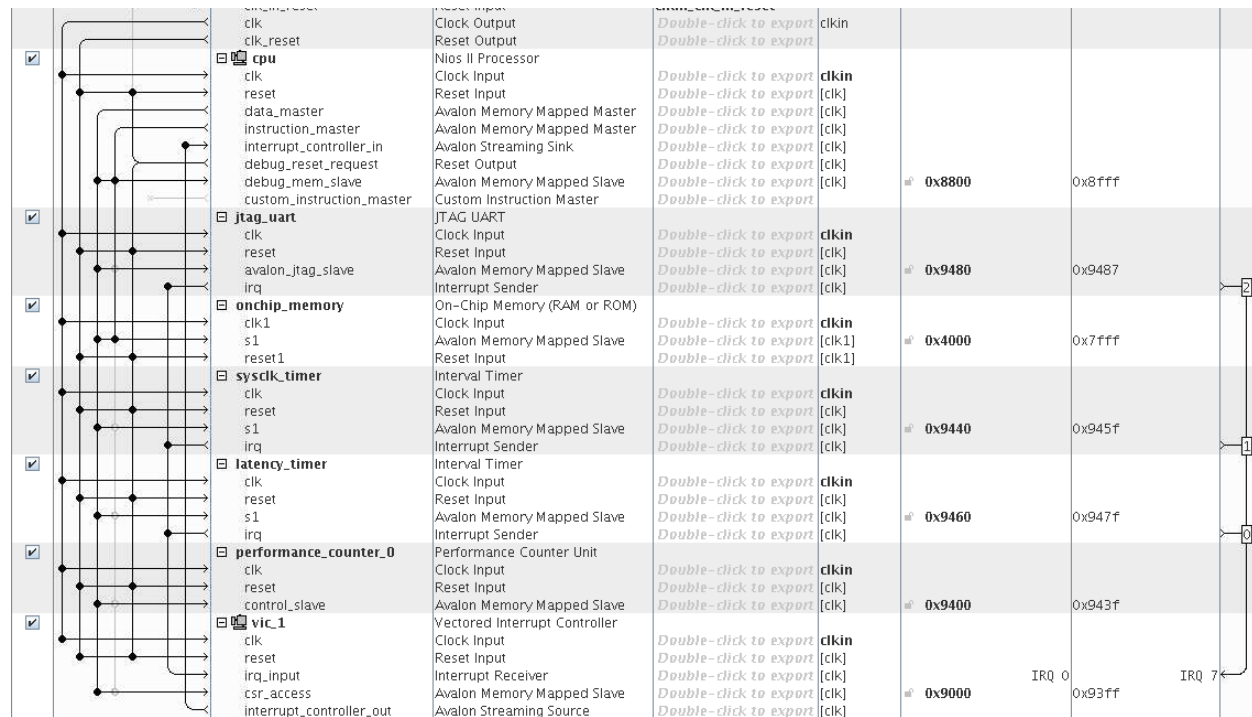 clk Clock Output Double-click to export clkin
clk_reset Reset Output Double-click to export
cpu Nios II Processor
clk Clock Input Double-click to export clkin
reset Reset Input Double-click to export [clk]
data_master Avalon Memory Mapped Master Double-click to export [clk]
instruction_master Avalon Memory Mapped Master Double-click to export [clk]
interrupt_controller_in Avalon Streaming Sink Double-click to export [clk]
debug_reset_request Reset Output Double-click to export [clk]
debug_mem_slave Avalon Memory Mapped Slave Double-click to export [clk] 0x8800 0x8fff
custom_instruction_master Custom Instruction Master Double-click to export
jtag_uart JTAG UART
clk Clock Input Double-click to export clkin
reset Reset Input Double-click to export [clk]
avalon_jtag_slave Avalon Memory Mapped Slave Double-click to export [clk] 0x9480 0x9487
irq Interrupt Sender Double-click to export [clk] 2
onchip_memory On-Chip Memory (RAM or ROM)
clk1 Clock Input Double-click to export clkin
s1 Avalon Memory Mapped Slave Double-click to export [clk1] 0x4000 0x7fff
reset1 Reset Input Double-click to export [clk1]
sysclk_timer Interval Timer
clk Clock Input Double-click to export clkin
reset Reset Input Double-click to export [clk]
s1 Avalon Memory Mapped Slave Double-click to export [clk] 0x9440 0x945f
irq Interrupt Sender Double-click to export [clk] 1
latency_timer Interval Timer
clk Clock Input Double-click to export clkin
reset Reset Input Double-click to export [clk]
s1 Avalon Memory Mapped Slave Double-click to export [clk] 0x9460 0x947f
irq Interrupt Sender Double-click to export [clk] 0
performance_counter_0 Performance Counter Unit
clk Clock Input Double-click to export clkin
reset Reset Input Double-click to export [clk]
control_slave Avalon Memory Mapped Slave Double-click to export [clk] 0x9400 0x943f
vic_1 Vectored Interrupt Controller
clk Clock Input Double-click to export clkin
reset Reset Input Double-click to export [clk]
irq_input Interrupt Receiver Double-click to export [clk] IRQ 0 IRQ 7
csr_access Avalon Memory Mapped Slave Double-click to export [clk] 0x9000 0x93ff
interrupt_controller_out Avalon Streaming Source Double-click to export [clk]